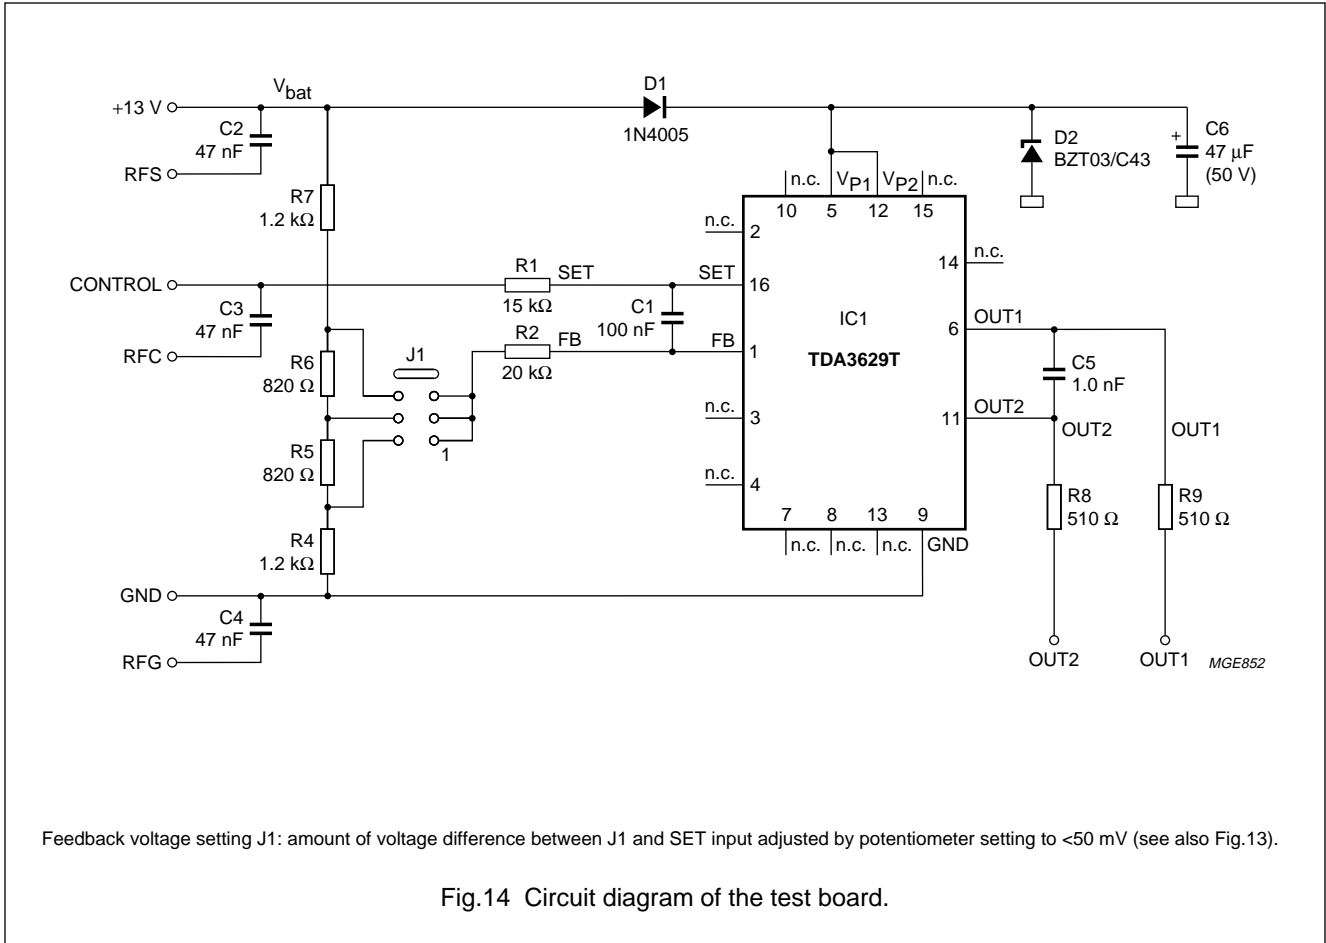 D1
V bat
+13 V
1N4005
C2
47 nF
D2
BZT03/C43
+
C6
47 µF
(50 V)
RFS
R7
1.2 kΩ
n.c.
VP1
VP2
n.c.
10
5
12
15
n.c.
2
14
n.c.
CONTROL
R1
SET
SET
16
15 kΩ
C3
47 nF
C1
100 nF
IC1
TDA3629T
6
OUT1
R2
FB
FB
1
20 kΩ
RFC
J1
R6
820 Ω
C5
1.0 nF
n.c.
3
11
OUT2
OUT2
OUT1
1
R5
820 Ω
n.c.
4
R8
510 Ω
R9
510 Ω
7
8
13
9
n.c.
n.c.
n.c.
GND
R4
1.2 kΩ
GND
C4
47 nF
RFG
OUT2
OUT1
MGE852
Feedback voltage setting J1: amount of voltage difference between J1 and SET input adjusted by potentiometer setting to <50 mV (see also Fig.13).
Fig.14 Circuit diagram of the test board.